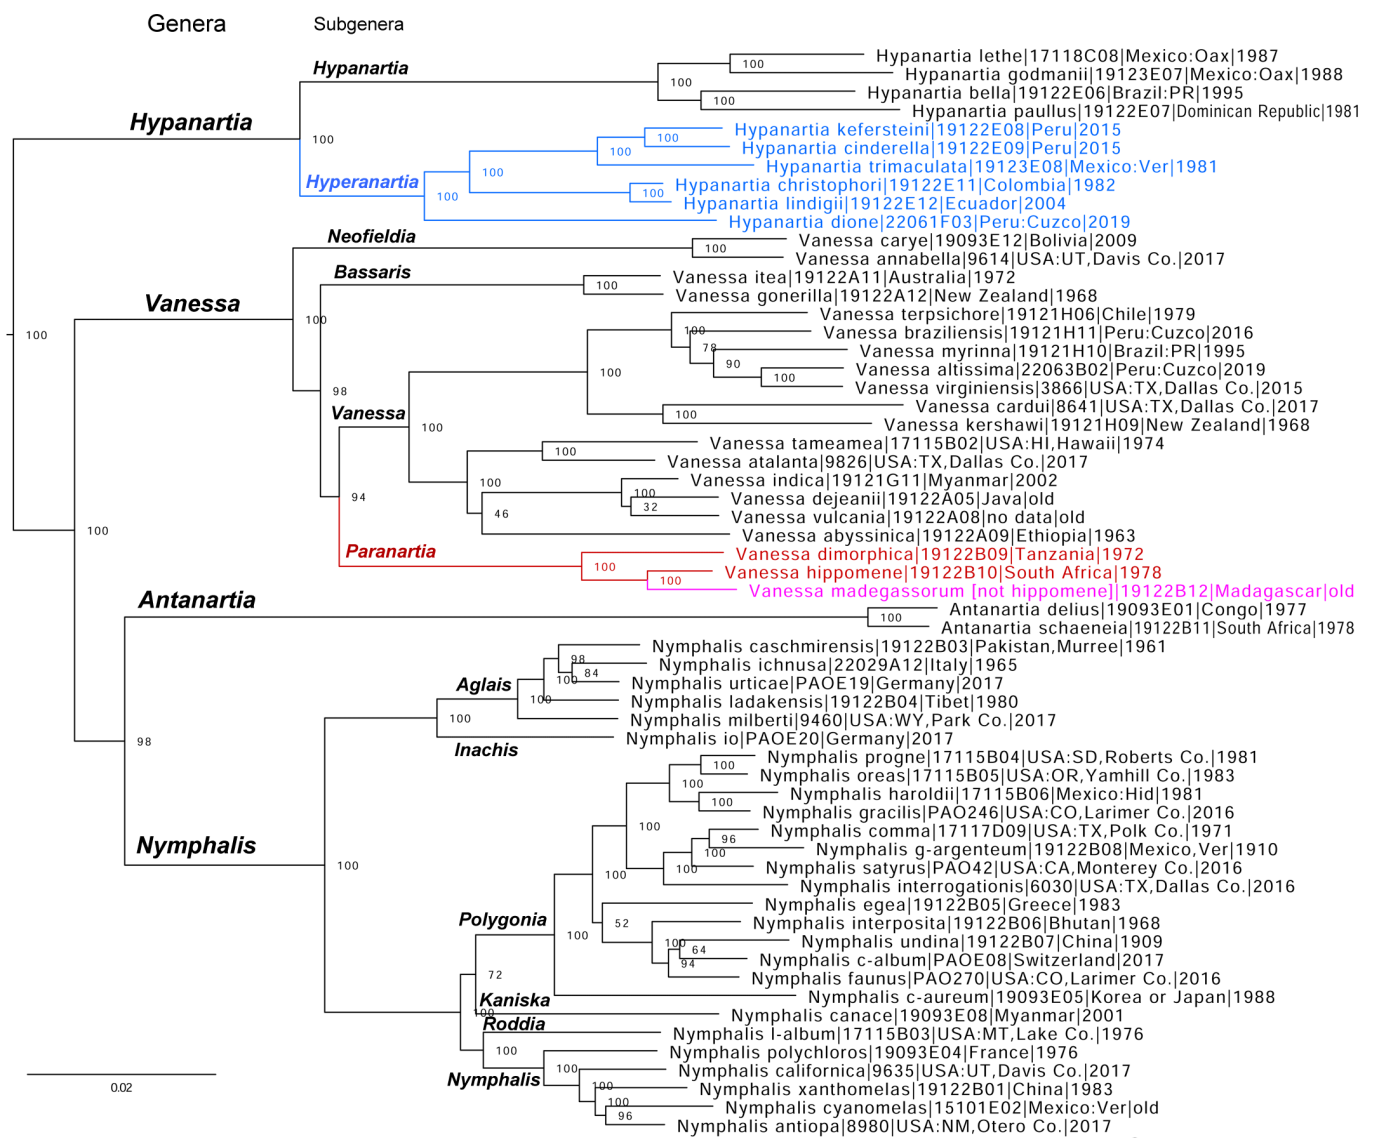 Genera Subgenera
Hypanartia lethe|17118C08|Mexico:Oax|1987
100
Hypanartia
Hypanartia godmanii|19123E07|Mexico:Oax|1988
100
Hypanartia bella|19122E06|Brazil:PR|1995
100
Hypanartia paullus|19122E07|Dominican Republic|1981
Hypanartia
Hypanartia kefersteini|19122E08|Peru|2015
100
100
Hypanartia cinderella|19122E09|Peru|2015
100
Hypanartia trimaculata|19123E08|Mexico:Ver|1981
100
Hyperanartia
Hypanartia christophori|19122E11|Colombia|1982
100
100
Hypanartia lindigii|19122E12|Ecuador|2004
Hypanartia dione|22061F03|Peru:Cuzco|2019
Neofieldia
Vanessa carye|19093E12|Bolivia|2009
100
Vanessa annabella|9614|USA:UT,Davis Co.|2017
Bassaris
Vanessa itea|19122A11|Australia|1972
100
Vanessa gonerilla|19122A12|New Zealand|1968
Vanessa
Vanessa terpsichore|19121H06|Chile|1979
100
100
Vanessa braziliensis|19121H11|Peru:Cuzco|2016
100
78
Vanessa myrinna|19121H10|Brazil:PR|1995
90
Vanessa altissima|22063B02|Peru:Cuzco|2019
100
100
Vanessa virginiensis|3866|USA:TX,Dallas Co.|2015
98
Vanessa cardui|8641|USA:TX,Dallas Co.|2017
Vanessa
100
Vanessa kershawi|19121H09|New Zealand|1968
100
Vanessa tameamea|17115B02|USA:HI,Hawaii|1974
100
Vanessa atalanta|9826|USA:TX,Dallas Co.|2017
100
Vanessa indica|19121G11|Myanmar|2002
100
94
Vanessa dejeanii|19122A05|Java|old
32
46
Vanessa vulcania|19122A08|no data|old
100
Vanessa abyssinica|19122A09|Ethiopia|1963
Paranartia
Vanessa dimorphica|19122B09|Tanzania|1972
100
Vanessa hippomene|19122B10|South Africa|1978
100
Vanessa madegassorum [not hippomene]|19122B12|Madagascar|old
Antanartia
Antanartia delius|19093E01|Congo|1977
100
Antanartia schaeneia|19122B11|South Africa|1978
Nymphalis caschmirensis|19122B03|Pakistan,Murree|1961
98
Nymphalis ichnusa|22029A12|Italy|1965
84
100
Aglais
Nymphalis urticae|PAOE19|Germany|2017
100
Nymphalis ladakensis|19122B04|Tibet|1980
100
Nymphalis milberti|9460|USA:WY,Park Co.|2017
98
Nymphalis io|PAOE20|Germany|2017
Inachis
Nymphalis progne|17115B04|USA:SD,Roberts Co.|1981
100
Nymphalis oreas|17115B05|USA:OR,Yamhill Co.|1983
100
Nymphalis haroldii|17115B06|Mexico:Hid|1981
100
Nymphalis gracilis|PAO246|USA:CO,Larimer Co.|2016
100
Nymphalis comma|17117D09|USA:TX,Polk Co.|1971
96
Nymphalis
Nymphalis g-argenteum|19122B08|Mexico,Ver|1910
100
Nymphalis satyrus|PAO42|USA:CA,Monterey Co.|2016
100
100
100
Nymphalis interrogationis|6030|USA:TX,Dallas Co.|2016
Nymphalis egea|19122B05|Greece|1983
Polygonia
52
Nymphalis interposita|19122B06|Bhutan|1968
100
100
Nymphalis undina|19122B07|China|1909
64
Nymphalis c-album|PAOE08|Switzerland|2017
94
72
Nymphalis faunus|PAO270|USA:CO,Larimer Co.|2016
Nymphalis c-aureum|19093E05|Korea or Japan|1988
Kaniska
100
Nymphalis canace|19093E08|Myanmar|2001
Roddia
Nymphalis l-album|17115B03|USA:MT,Lake Co.|1976
100
Nymphalis polychloros|19093E04|France|1976
100
Nymphalis californica|9635|USA:UT,Davis Co.|2017
Nymphalis
100
Nymphalis xanthomelas|19122B01|China|1983
0.02
100
Nymphalis cyanomelas|15101E02|Mexico:Ver|old
96
Nymphalis antiopa|8980|USA:NM,Otero Co.|2017